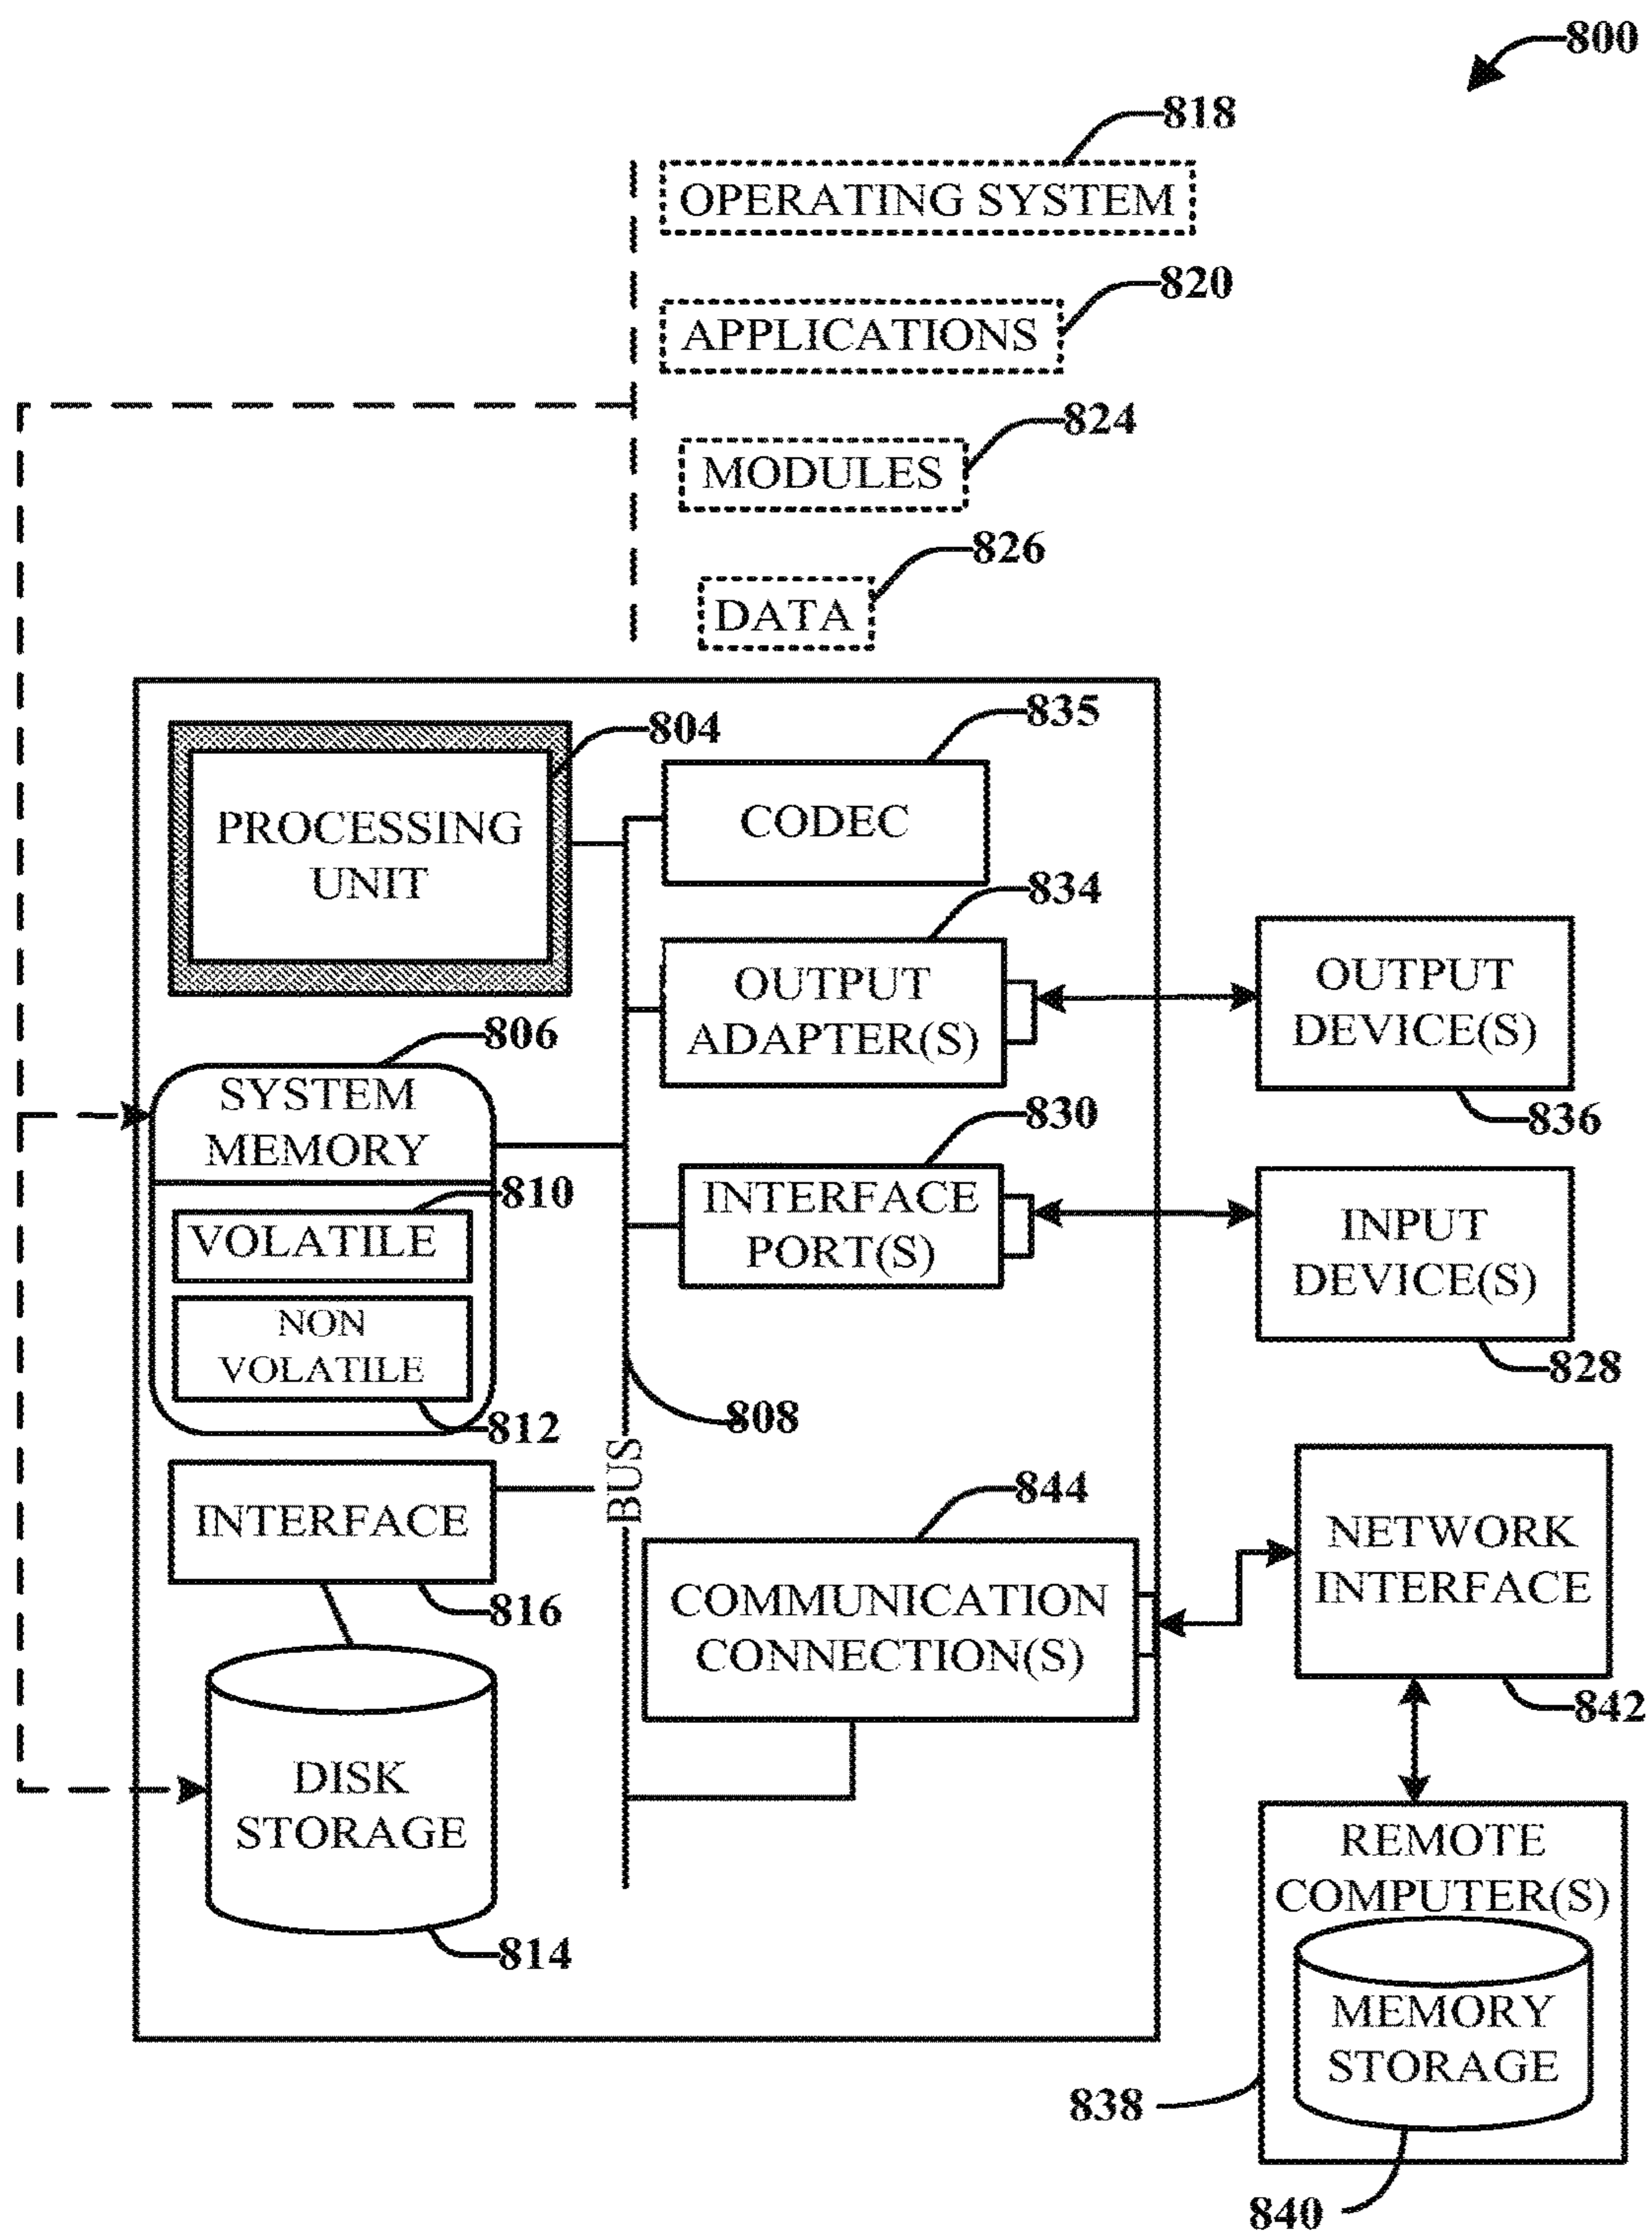 800
818
OPERATING SYSTEM
820
APPLICATIONS
824
MODULES
826
DATA
804
PROCESSING
UNIT
835
CODEC
834
OUTPUT
ADAPTER(S)
OUTPUT
DEVICE(S)
836
806
SYSTEM
MEMORY
810
VOLATILE
NON
VOLATILE
812
830
INTERFACE
PORT(S)
INPUT
DEVICE(S)
828
808
BUS
INTERFACE
816
844
COMMUNICATION
CONNECTION(S)
NETWORK
INTERFACE
842
DISK
STORAGE
814
REMOTE
COMPUTER(S)
MEMORY
STORAGE
838
840